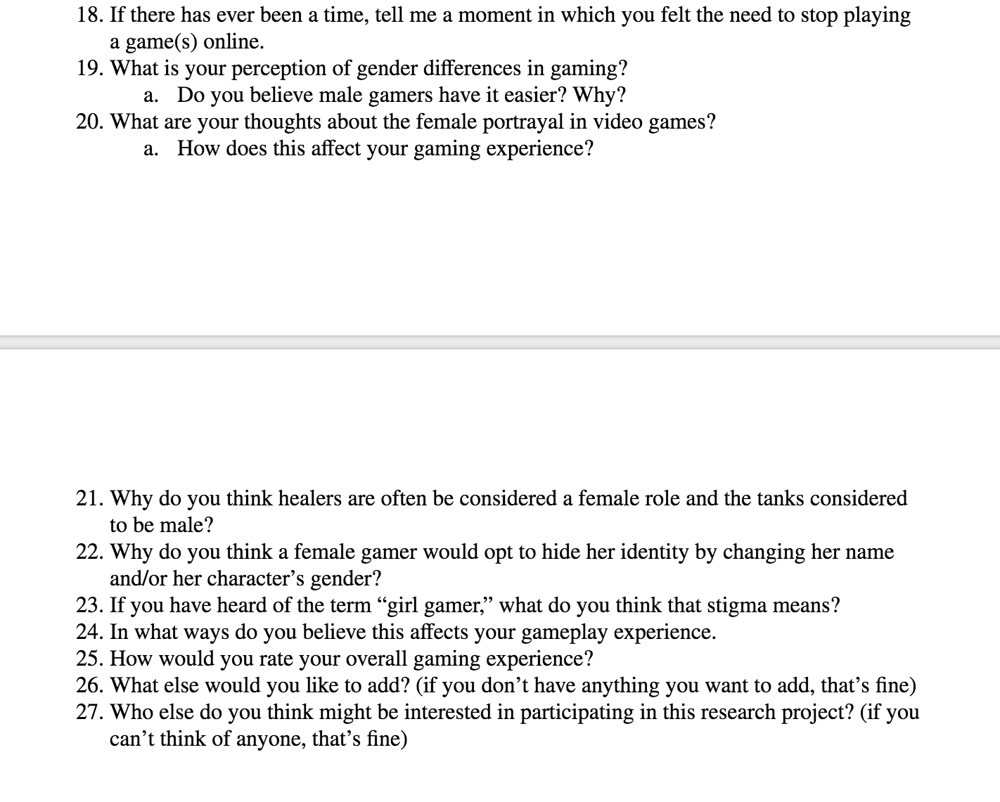 18. If there has ever been a time, tell me a moment in which you felt the need to stop playing
a game(s) online.
19. What is your perception of gender differences in gaming?
a. Do you believe male gamers have it easier? Why?
20. What are your thoughts about the female portrayal in video games?
a. How does this affect your gaming experience?
21. Why do you think healers are often be considered a female role and the tanks considered
to be male?
22. Why do you think a female gamer would opt to hide her identity by changing her name
and/or her character’s gender?
23. If you have heard of the term “girl gamer,” what do you think that stigma means?
24. In what ways do you believe this affects your gameplay experience.
25. How would you rate your overall gaming experience?
26. What else would you like to add? (if you don’t have anything you want to add, that’s fine)
27. Who else do you think might be interested in participating in this research project? (if you
can’t think of anyone, that’s fine)